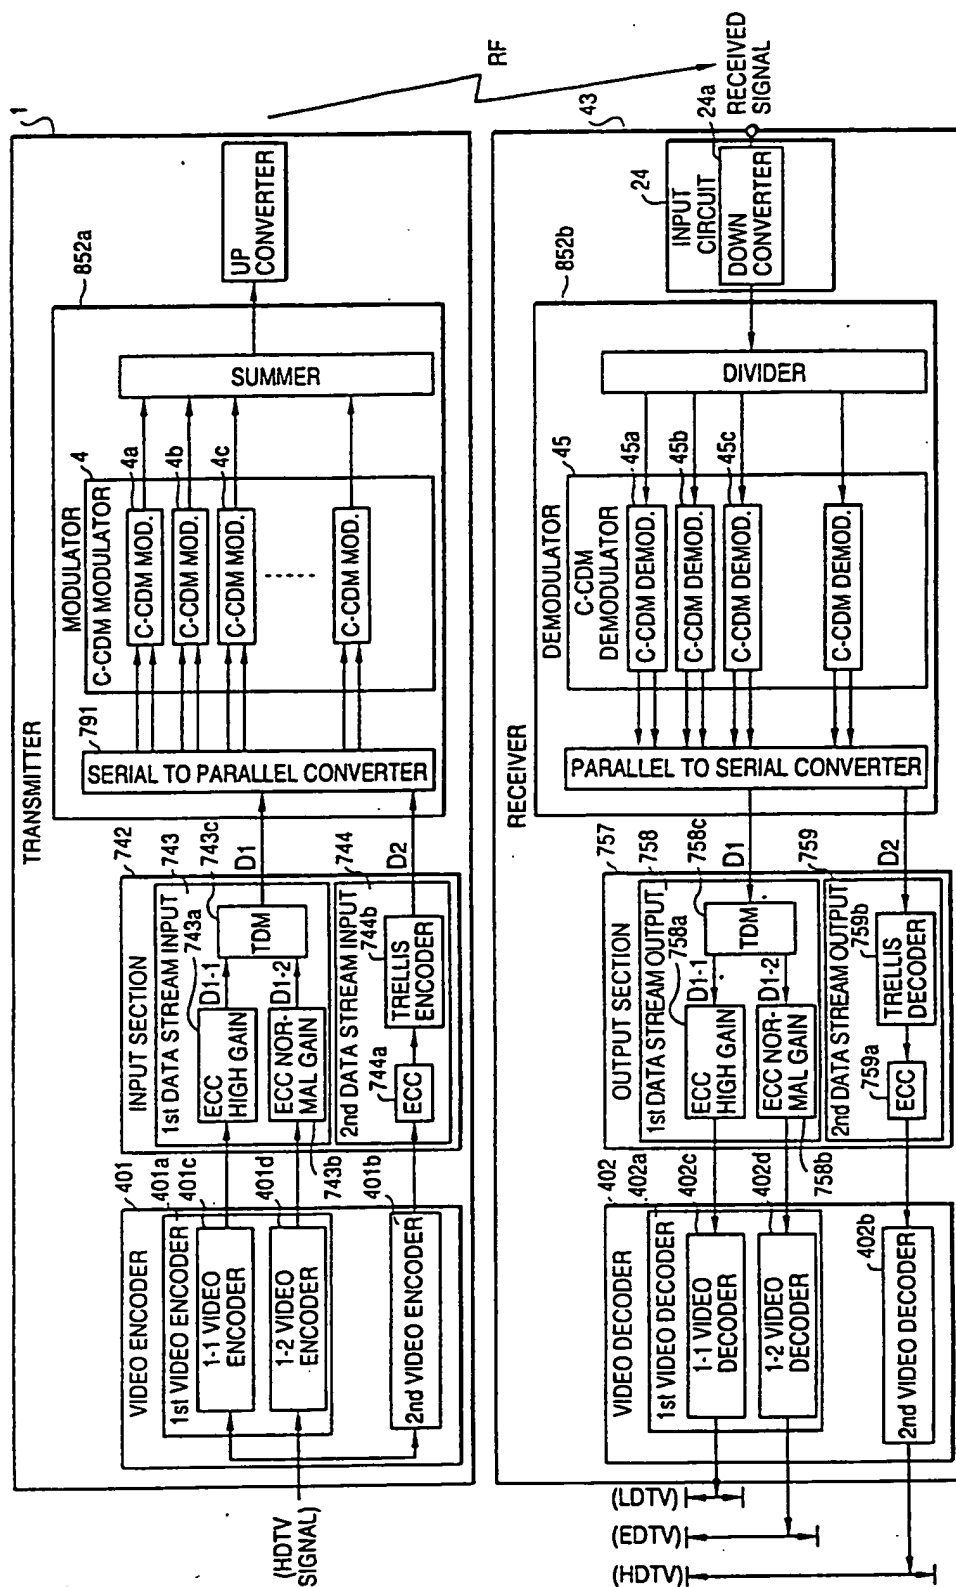 TRANSMITTER
1
(HDTV
SIGNAL)
VIDEO ENCODER
401
1st VIDEO ENCODER
401a
401c
1-1 VIDEO
ENCODER
401d
1-2 VIDEO
ENCODER
401b
2nd VIDEO ENCODER
INPUT SECTION
742
1st DATA STREAM INPUT
743
743a
ECC
HIGH GAIN
D1-1
743c
TDM
ECC NOR-
MAL GAIN
D1-2
743b
2nd DATA STREAM INPUT
744
744a
ECC
744b
TRELLIS
ENCODER
D1
D2
852a
791
SERIAL TO PARALLEL CONVERTER
MODULATOR
C-CDM MODULATOR
4
C-CDM MOD.
4a
C-CDM MOD.
4b
C-CDM MOD.
4c
C-CDM MOD.
SUMMER
UP
CONVERTER
RF
RECEIVER
43
RECEIVED
SIGNAL
24
INPUT
CIRCUIT
24a
DOWN
CONVERTER
852b
DIVIDER
DEMODULATOR
C-CDM
DEMODULATOR
45
C-CDM DEMOD.
45a
C-CDM DEMOD.
45b
C-CDM DEMOD.
45c
C-CDM DEMOD.
PARALLEL TO SERIAL CONVERTER
D1
D2
OUTPUT SECTION
757
1st DATA STREAM OUTPUT
758
758a
ECC
HIGH GAIN
D1-1
758c
TDM
ECC NOR-
MAL GAIN
D1-2
758b
2nd DATA STREAM OUTPUT
759
759a
ECC
759b
TRELLIS
DECODER
VIDEO DECODER
402
1st VIDEO DECODER
402a
402c
1-1 VIDEO
DECODER
402d
1-2 VIDEO
DECODER
402b
2nd VIDEO DECODER
(LDTV)
(EDTV)
(HDTV)